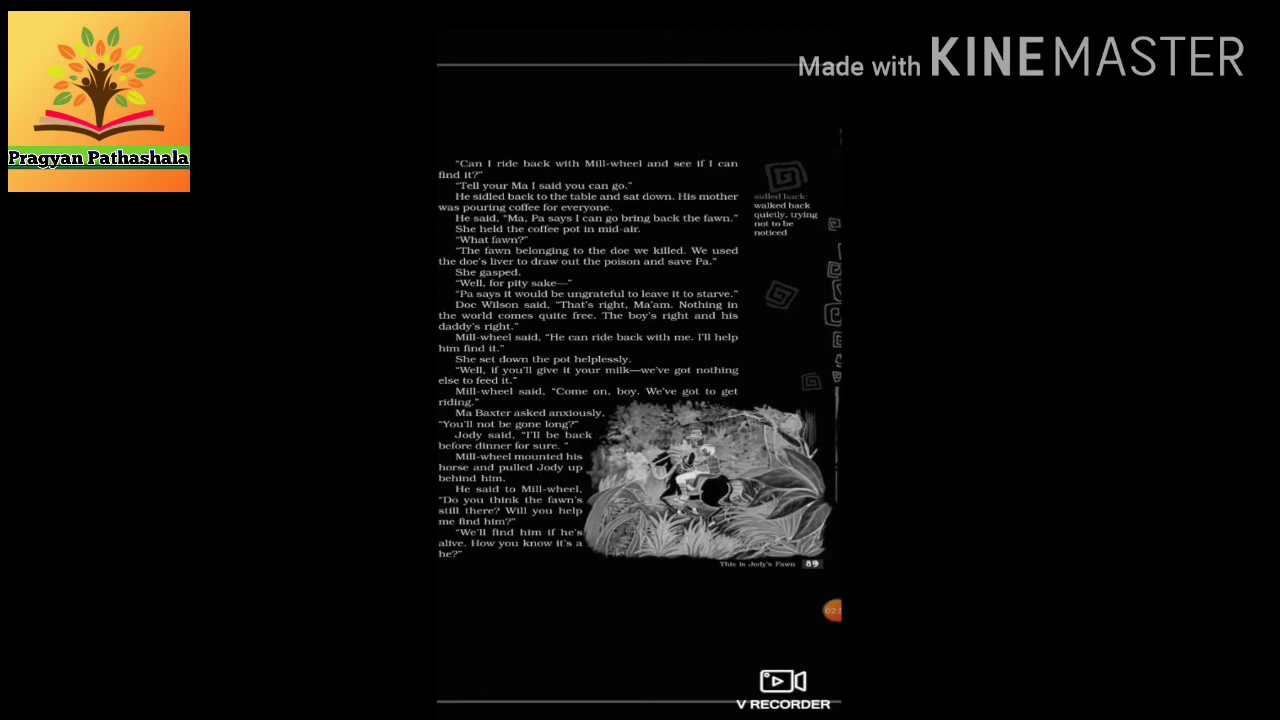 Made with KINEMASTER
Pragyan Pathashala
“Can I ride back with Mill-wheel and see if I can
find it?”
“Tell your Ma I said you can go.”
He sidled back to the table and sat down. His mother
was pouring coffee for everyone.
He said, “Ma, Pa says I can go bring back the fawn.”
She held the coffee pot in mid-air.
“What fawn?”
“The fawn belonging to the doe we killed. We used
the doe's liver to draw out the poison and save Pa.”
She gasped.
“Well, for pity sake—”
“Pa says it would be ungrateful to leave it to starve.”
Doc Wilson said, “That's right, Ma'am. Nothing in
the world comes quite free. The boy's right and his
daddy's right.”
Mill-wheel said, “He can ride back with me. I'll help
him find it.”
She set down the pot helplessly.
“Well, if you'll give it your milk—we've got nothing
else to feed it.”
Mill-wheel said, “Come on, boy. We've got to get
riding.”
Ma Baxter asked anxiously,
“You'll not be gone long?”
Jody said, “I'll be back
before dinner for sure. ”
Mill-wheel mounted his
horse and pulled Jody up
behind him.
He said to Mill-wheel,
“Do you think the fawn's
still there? Will you help
me find him?”
“We'll find him if he's
alive. How you know it's a
he?”
sidled back:
walked back
quietly, trying
not to be
noticed
This is Jody's Fawn 89
V RECORDER